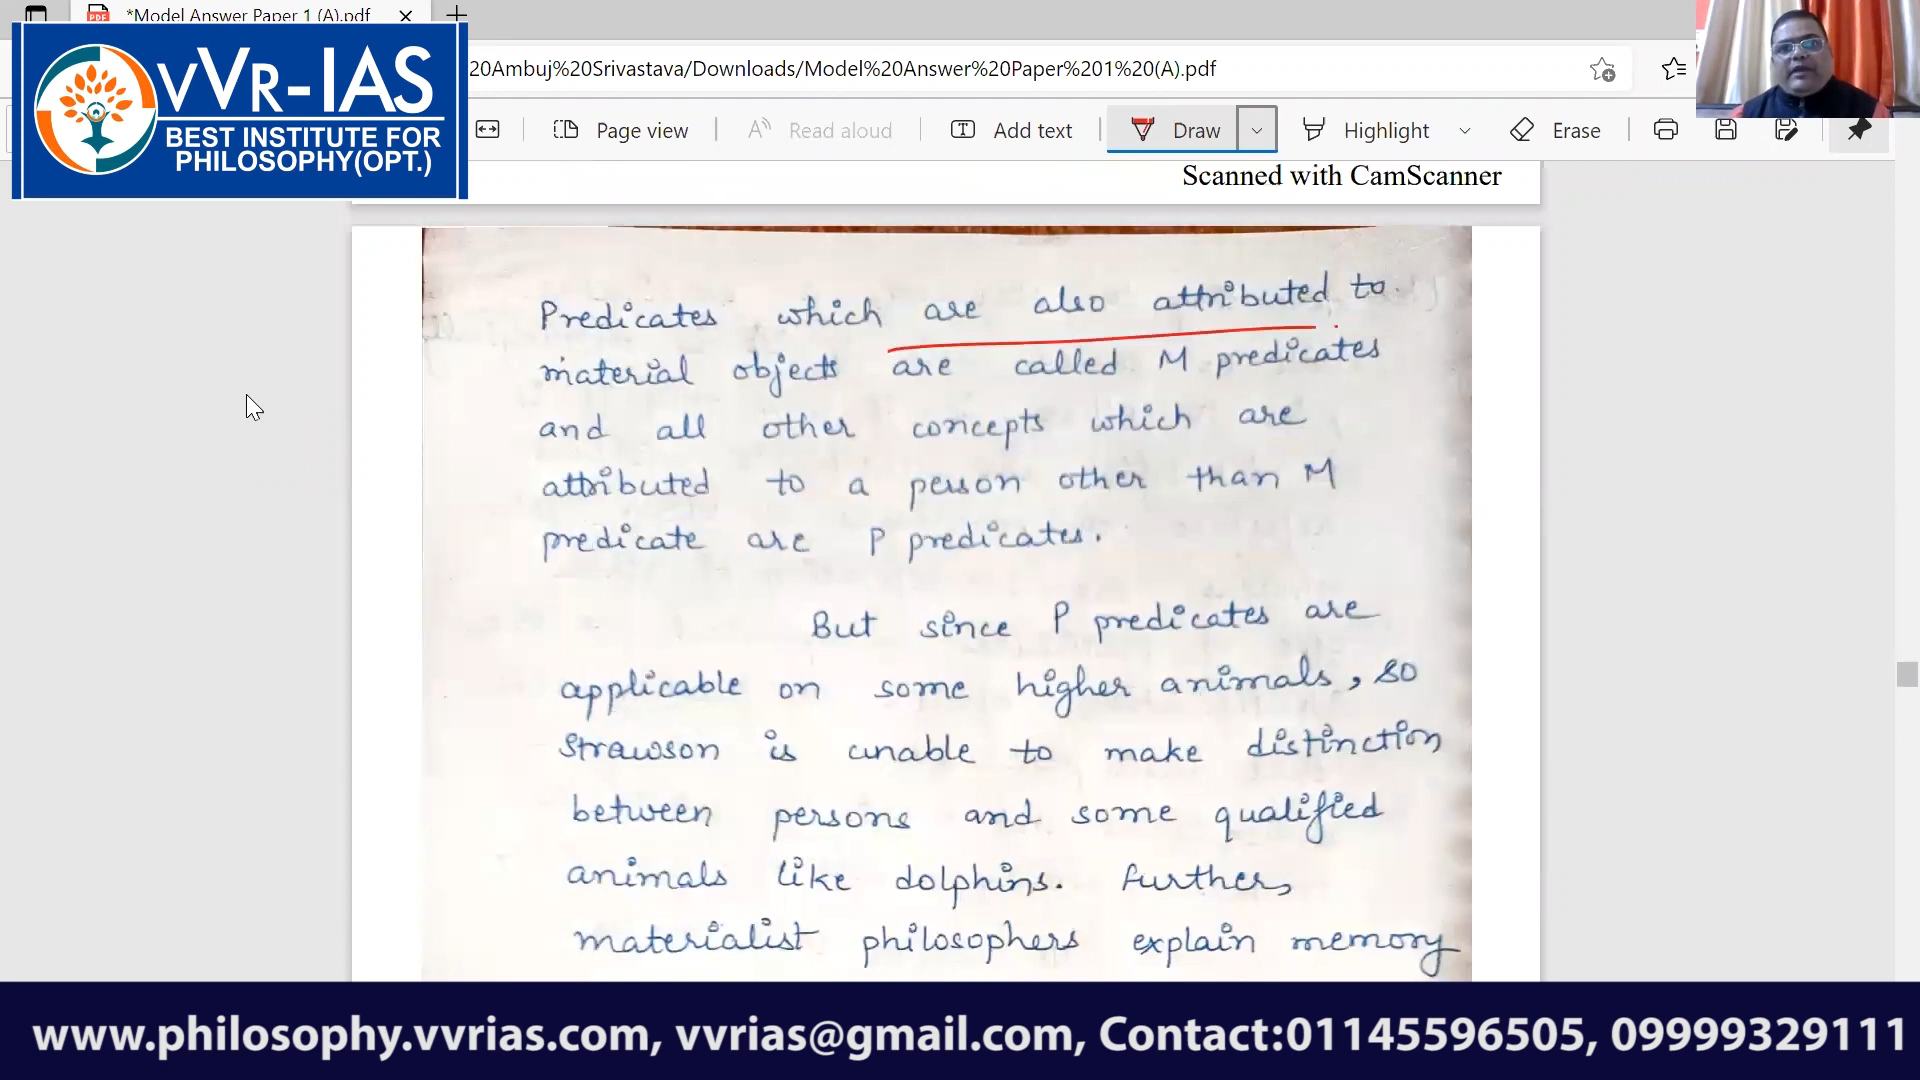 *Model Answer Paper 1 (A).pdf
vVR-IAS
BEST INSTITUTE FOR
PHILOSOPHY(OPT.)
20Ambuj%20Srivastava/Downloads/Model%20Answer%20Paper%201%20(A).pdf
Page view
Read aloud
Add text
Draw
Highlight
Erase
Scanned with CamScanner
Predicates which are also attributed to
material objects are called M predicates
and all other concepts which are
attributed to a person other than M
predicate are P predicates.
But since P predicates are
applicable on some higher animals, so
Strawson is unable to make distinction
between persons and some qualified
animals like dolphins. Further,
materialist philosophers explain memory
www.philosophy.vvrias.com, vvrias@gmail.com, Contact:01145596505, 09999329111